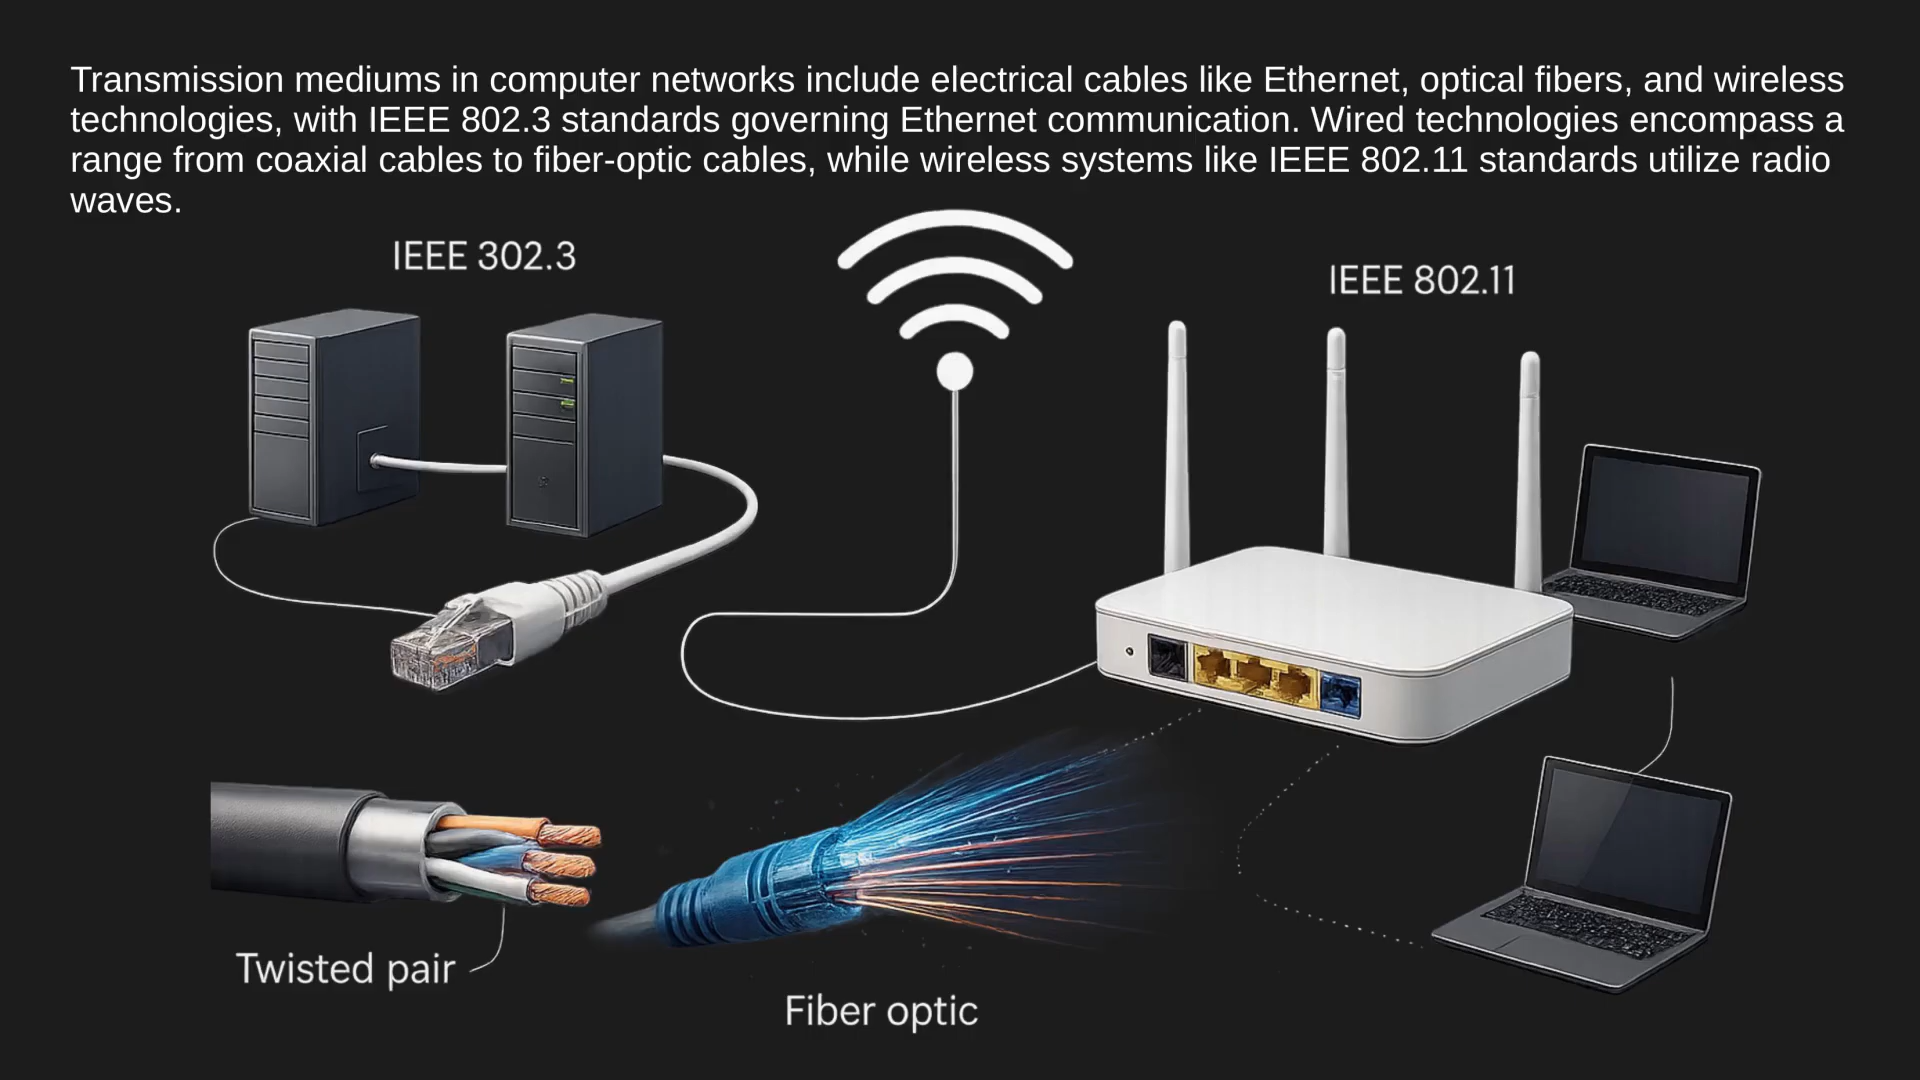 Transmission mediums in computer networks include electrical cables like Ethernet, optical fibers, and wireless
technologies, with IEEE 802.3 standards governing Ethernet communication. Wired technologies encompass a
range from coaxial cables to fiber-optic cables, while wireless systems like IEEE 802.11 standards utilize radio
waves.
IEEE 302.3
IEEE 802.11
Twisted pair
Fiber optic